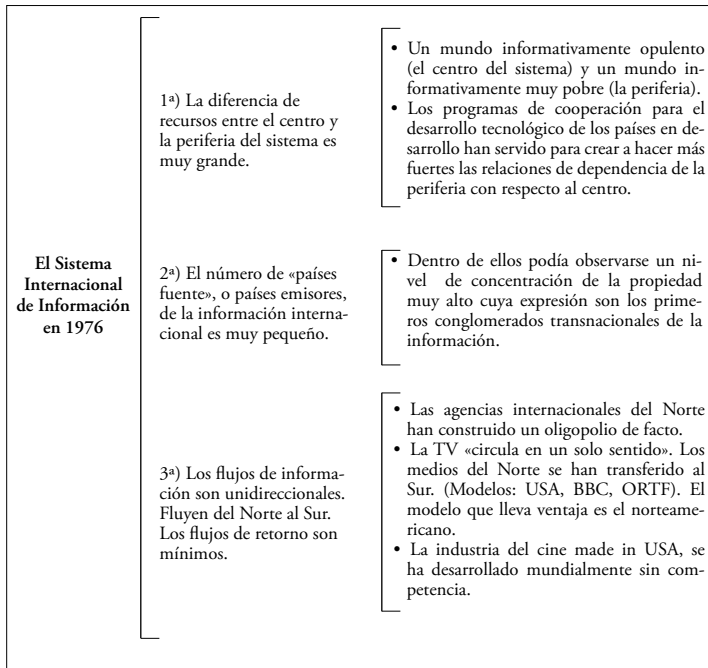 El Sistema
Internacional
de Información
en 1976
1ª) La diferencia de
recursos entre el centro y
la periferia del sistema es
muy grande.
• Un mundo informativamente opulento
(el centro del sistema) y un mundo in-
formativamente muy pobre (la periferia).
• Los programas de cooperación para el
desarrollo tecnológico de los países en de-
sarrollo han servido para crear a hacer más
fuertes las relaciones de dependencia de la
periferia con respecto al centro.
2ª) El número de «países
fuente», o países emisores,
de la información interna-
cional es muy pequeño.
• Dentro de ellos podía observarse un ni-
vel de concentración de la propiedad
muy alto cuya expresión son los prime-
ros conglomerados transnacionales de la
información.
3ª) Los flujos de informa-
ción son unidireccionales.
Fluyen del Norte al Sur.
Los flujos de retorno son
mínimos.
• Las agencias internacionales del Norte
han construido un oligopolio de facto.
• La TV «circula en un solo sentido». Los
medios del Norte se han transferido al
Sur. (Modelos: USA, BBC, ORTF). El
modelo que lleva ventaja es el norteame-
ricano.
• La industria del cine made in USA, se
ha desarrollado mundialmente sin com-
petencia.